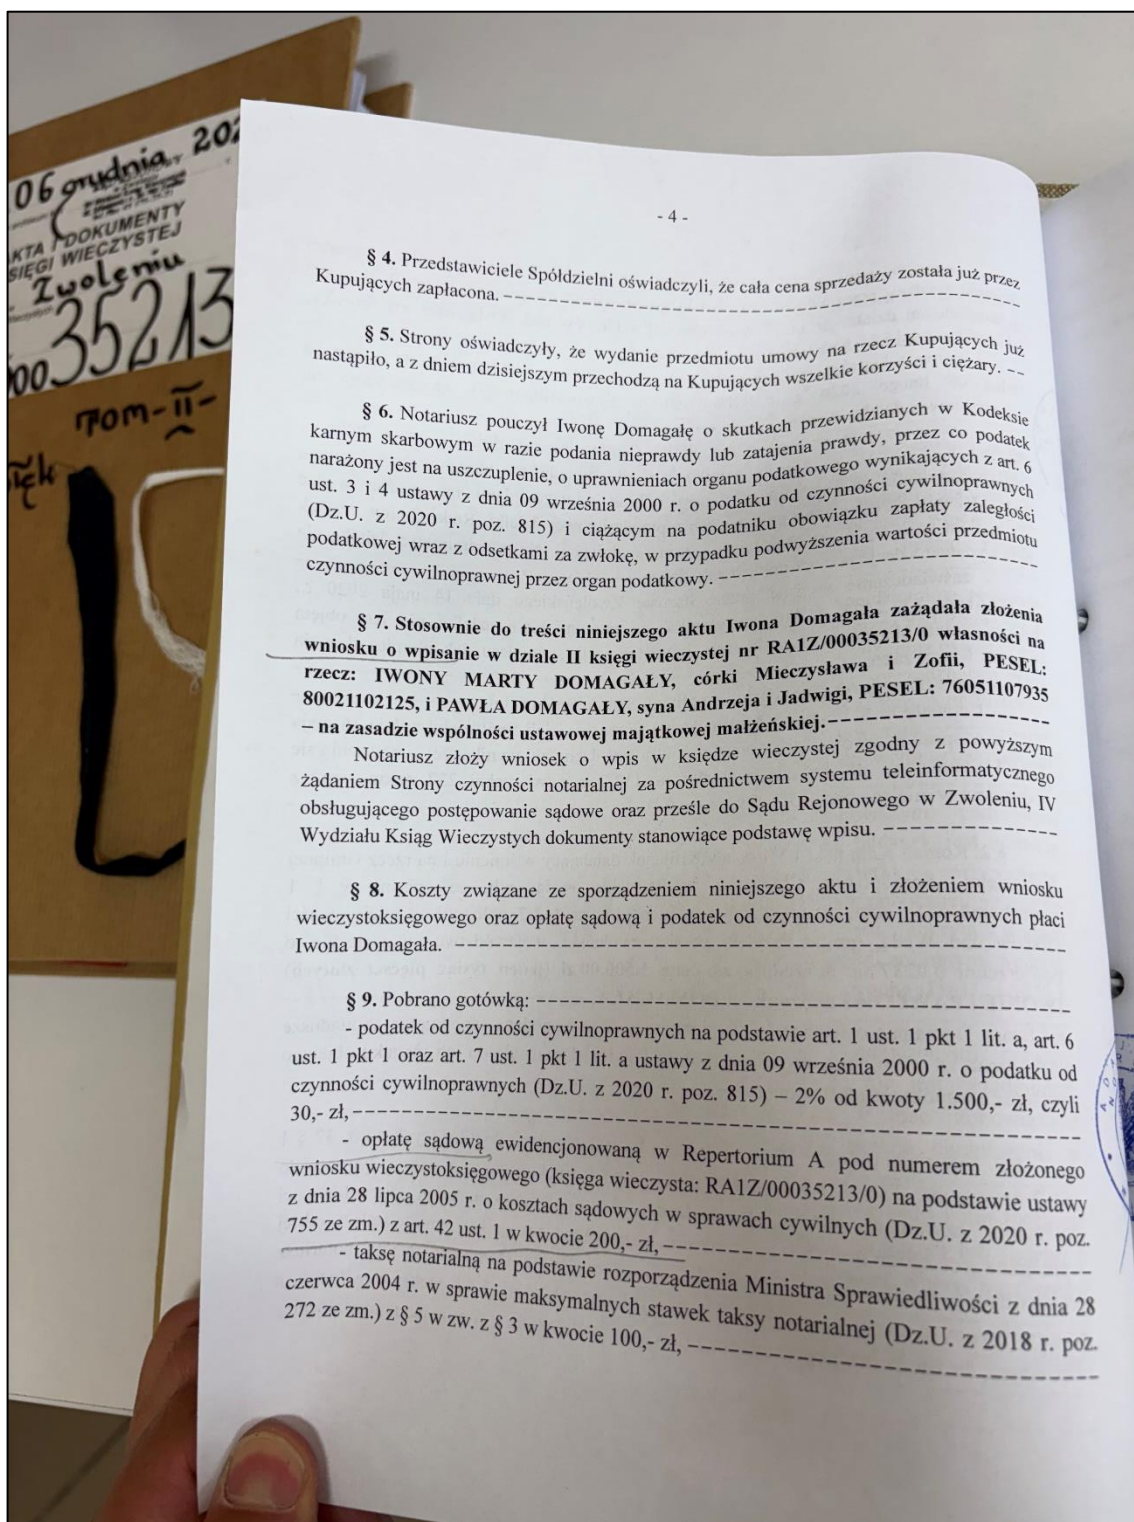 06 grudnia 202
AKTA I DOKUMENTY
KSIĘGI WIECZYSTEJ
Zwoleniu
00035213
TOM-II-
- 4 -
§ 4. Przedstawiciele Spółdzielni oświadczyli, że cała cena sprzedaży została już przez
Kupujących zapłacona. -----------------------------------------------
§ 5. Strony oświadczyły, że wydanie przedmiotu umowy na rzecz Kupujących już
nastąpiło, a z dniem dzisiejszym przechodzą na Kupujących wszelkie korzyści i ciężary. --
§ 6. Notariusz pouczył Iwonę Domagałę o skutkach przewidzianych w Kodeksie
karnym skarbowym w razie podania nieprawdy lub zatajenia prawdy, przez co podatek
narażony jest na uszczuplenie, o uprawnieniach organu podatkowego wynikających z art. 6
ust. 3 i 4 ustawy z dnia 09 września 2000 r. o podatku od czynności cywilnoprawnych
(Dz.U. z 2020 r. poz. 815) i ciążącym na podatniku obowiązku zapłaty zaległości
podatkowej wraz z odsetkami za zwłokę, w przypadku podwyższenia wartości przedmiotu
czynności cywilnoprawnej przez organ podatkowy. -----------------------------
§ 7. Stosownie do treści niniejszego aktu Iwona Domagała zażądała złożenia
wniosku o wpisanie w dziale II księgi wieczystej nr RA1Z/00035213/0 własności na
rzecz: IWONY MARTY DOMAGAŁY, córki Mieczysława i Zofii, PESEL:
80021102125, i PAWŁA DOMAGAŁY, syna Andrzeja i Jadwigi, PESEL: 76051107935
– na zasadzie wspólności ustawowej majątkowej małżeńskiej.-------------------
Notariusz złoży wniosek o wpis w księdze wieczystej zgodny z powyższym
żądaniem Strony czynności notarialnej za pośrednictwem systemu teleinformatycznego
obsługującego postępowanie sądowe oraz prześle do Sądu Rejonowego w Zwoleniu, IV
Wydziału Ksiąg Wieczystych dokumenty stanowiące podstawę wpisu. ---------------
§ 8. Koszty związane ze sporządzeniem niniejszego aktu i złożeniem wniosku
wieczystoksięgowego oraz opłatę sądową i podatek od czynności cywilnoprawnych płaci
Iwona Domagała. -----------------------------------------------------
§ 9. Pobrano gotówką: ----------------------------------------------
- podatek od czynności cywilnoprawnych na podstawie art. 1 ust. 1 pkt 1 lit. a, art. 6
ust. 1 pkt 1 oraz art. 7 ust. 1 pkt 1 lit. a ustawy z dnia 09 września 2000 r. o podatku od
czynności cywilnoprawnych (Dz.U. z 2020 r. poz. 815) – 2% od kwoty 1.500,- zł, czyli
30,- zł,---------------------------------------------------------------
- opłatę sądową ewidencjonowaną w Repertorium A pod numerem złożonego
wniosku wieczystoksięgowego (księga wieczysta: RA1Z/00035213/0) na podstawie ustawy
z dnia 28 lipca 2005 r. o kosztach sądowych w sprawach cywilnych (Dz.U. z 2020 r. poz.
755 ze zm.) z art. 42 ust. 1 w kwocie 200,- zł,-------------------------------------
- taksę notarialną na podstawie rozporządzenia Ministra Sprawiedliwości z dnia 28
czerwca 2004 r. w sprawie maksymalnych stawek taksy notarialnej (Dz.U. z 2018 r. poz.
272 ze zm.) z § 5 w zw. z § 3 w kwocie 100,- zł, -----------------------------------